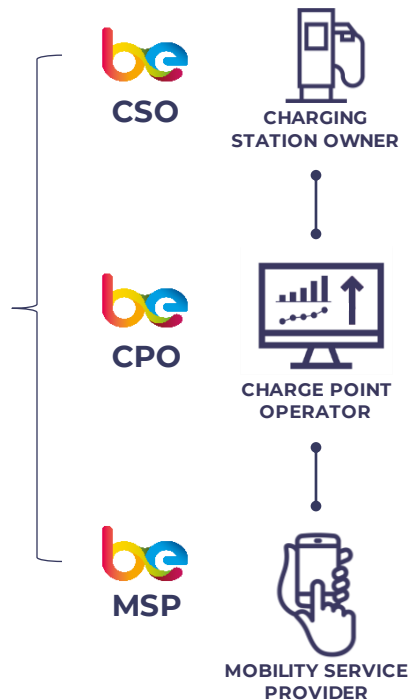 be
CSO
CHARGING
STATION OWNER
be
CPO
CHARGE POINT
OPERATOR
be
MSP
MOBILITY SERVICE
PROVIDER